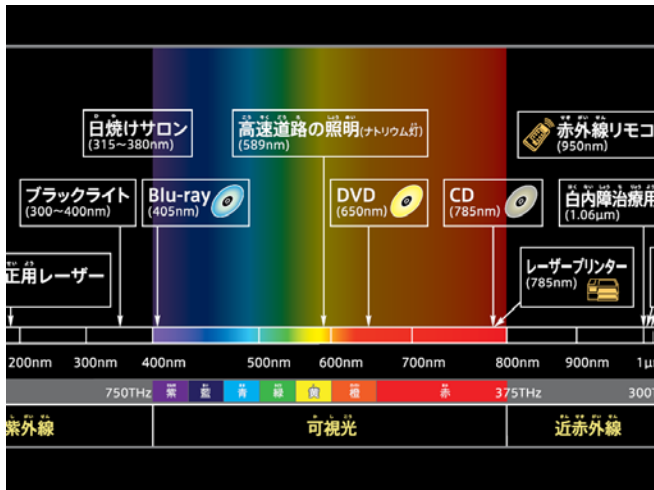 日焼けサロン
(315～380nm)
高速道路の照明(ナトリウム灯)
(589nm)
赤外線リモコ
(950nm)
ブラックライト
(300～400nm)
Blu-ray
(405nm)
DVD
(650nm)
CD
(785nm)
白内障治療用
(1.06μm)
正用レーザー
レーザープリンター
(785nm)
200nm 300nm 400nm 500nm 600nm 700nm 800nm 900nm 1μ
750THz 紫 藍 青 緑 黄 橙 赤 375THz 300T
紫外線 可視光 近赤外線